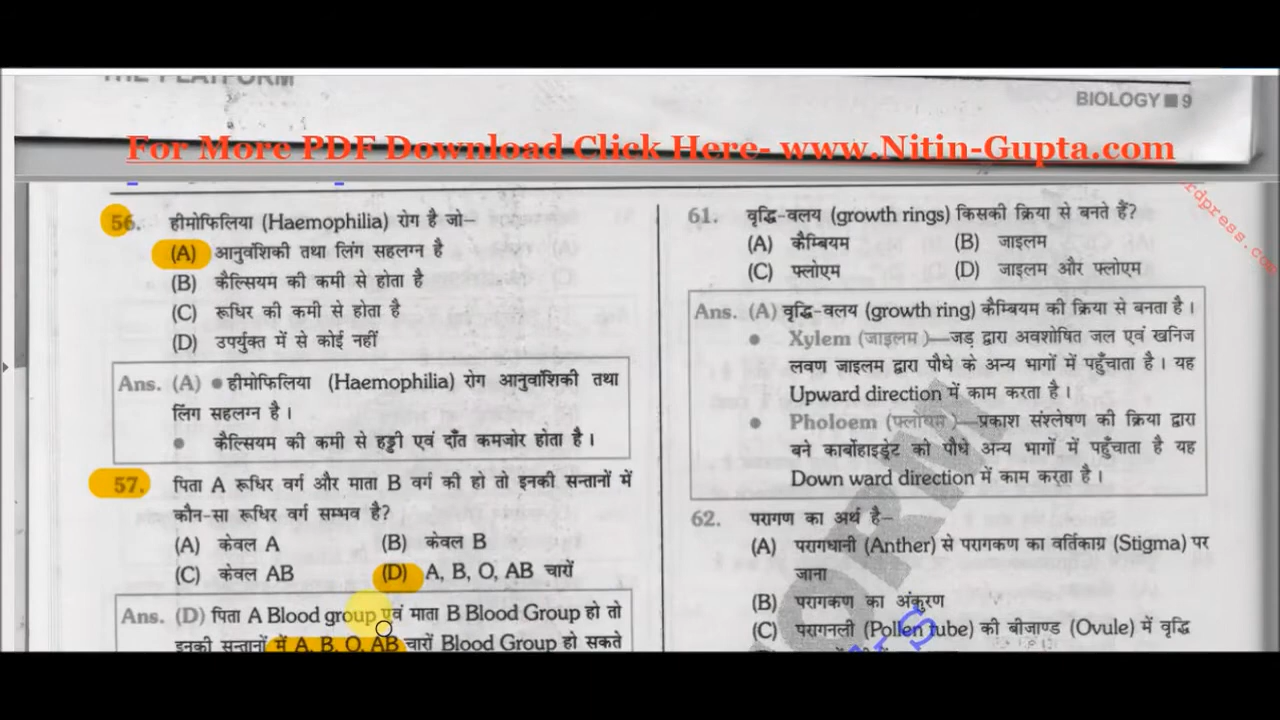 THE PLATFORM
BIOLOGY ■ 9
For More PDF Download Click Here- www.Nitin-Gupta.com
56. हीमोफिलिया (Haemophilia) रोग है जो–
(A) आनुवांशिकी तथा लिंग सहलग्न है
(B) कैल्सियम की कमी से होता है
(C) रूधिर की कमी से होता है
(D) उपर्युक्त में से कोई नहीं
Ans. (A) ● हीमोफिलिया (Haemophilia) रोग आनुवांशिकी तथा
लिंग सहलग्न है।
● कैल्सियम की कमी से हड्डी एवं दाँत कमजोर होता है।
57. पिता A रूधिर वर्ग और माता B वर्ग की हो तो इनकी सन्तानों में
कौन-सा रूधिर वर्ग सम्भव है?
(A) केवल A (B) केवल B
(C) केवल AB (D) A, B, O, AB चारों
Ans. (D) पिता A Blood group एवं माता B Blood Group हो तो
इनकी सन्तानों में A, B, O, AB चारों Blood Group हो सकते
61. वृद्धि-वलय (growth rings) किसकी क्रिया से बनते हैं?
(A) कैम्बियम (B) जाइलम
(C) फ्लोएम (D) जाइलम और फ्लोएम
Ans. (A) वृद्धि-वलय (growth ring) कैम्बियम की क्रिया से बनता है।
● Xylem (जाइलम)—जड़ द्वारा अवशोषित जल एवं खनिज
लवण ज़ाइलम द्वारा पौधे के अन्य भागों में पहुँचाता है। यह
Upward direction में काम करता है।
● Pholoem (फ्लोयम)—प्रकाश संश्लेषण की क्रिया द्वारा
बने कार्बोहाइड्रेट को पौधे अन्य भागों में पहुँचाता है यह
Down ward direction में काम करता है।
62. परागण का अर्थ है–
(A) परागधानी (Anther) से परागकण का वर्तिकाग्र (Stigma) पर
जाना
(B) परागकण का अंकुरण
(C) परागनली (Pollen tube) की बीजाण्ड (Ovule) में वृद्धि
rdpress.com